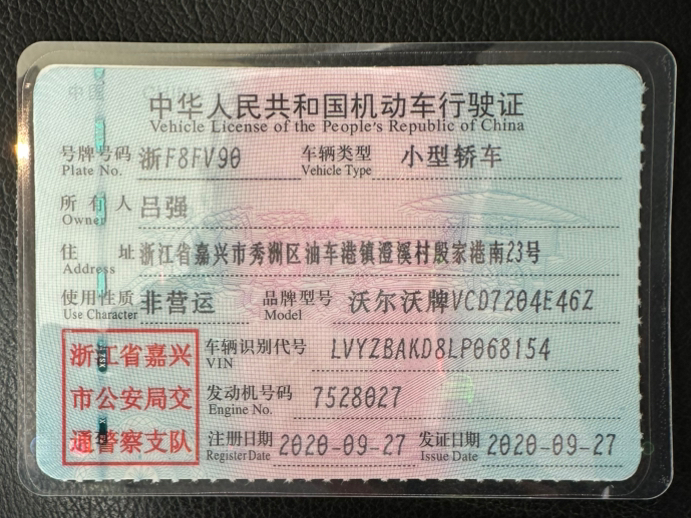 中华人民共和国机动车行驶证
Vehicle License of the People's Republic of China
号牌号码 浙F8FV90 车辆类型 小型轿车
Plate No. Vehicle Type
所有人 吕强
Owner
住址 浙江省嘉兴市秀洲区油车港镇澄溪村殷家港南23号
Address
使用性质 非营运 品牌型号 沃尔沃牌VCD7204E46Z
Use Character Model
浙江省嘉兴 车辆识别代号 LVYZBAKD8LP068154
VIN
市公安局交 发动机号码 7528027
Engine No.
通警察支队 注册日期 2020-09-27 发证日期 2020-09-27
Register Date Issue Date